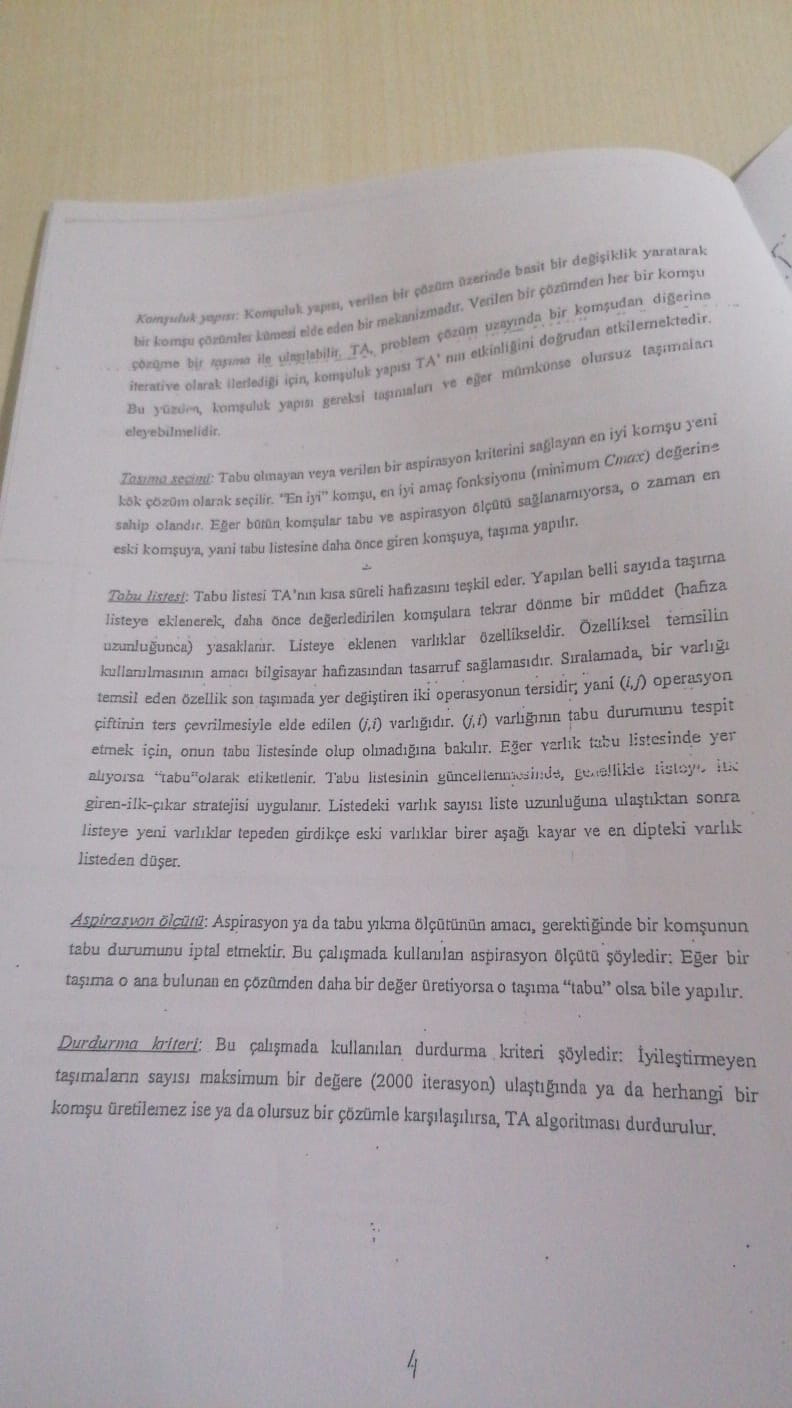 Komşuluk yapısı: Komşuluk yapısı, verilen bir çözüm üzerinde basit bir değişiklik yaratarak
bir komşu çözümler kümesi elde eden bir mekanizmadır. Verilen bir çözümden her bir komşu
çözüme bir taşıma ile ulaşılabilir. TA, problem çözüm uzayında bir komşudan diğerine
iterative olarak ilerlediği için, komşuluk yapısı TA' nın etkinliğini doğrudan etkilemektedir.
Bu yüzden, komşuluk yapısı gereksi taşımaları ve eğer mümkünse olursuz taşımaları
eleyebilmelidir.
Taşıma seçimi: Tabu olmayan veya verilen bir aspirasyon kriterini sağlayan en iyi komşu yeni
kök çözüm olarak seçilir. "En iyi" komşu, en iyi amaç fonksiyonu (minimum Cmax) değerine
sahip olandır. Eğer bütün komşular tabu ve aspirasyon ölçütü sağlanamıyorsa, o zaman en
eski komşuya, yani tabu listesine daha önce giren komşuya, taşıma yapılır.
Tabu listesi: Tabu listesi TA'nın kısa süreli hafızasını teşkil eder. Yapılan belli sayıda taşıma
listeye eklenerek, daha önce değerledirilen komşulara tekrar dönme bir müddet (hafıza
uzunluğunca) yasaklanır. Listeye eklenen varlıklar özellikseldir. Özelliksel temsilin
kullanılmasının amacı bilgisayar hafızasından tasarruf sağlamasıdır. Sıralamada, bir varlığı
temsil eden özellik son taşımada yer değiştiren iki operasyonun tersidir; yani (i,j) operasyon
çiftinin ters çevrilmesiyle elde edilen (j,i) varlığıdır. (j,i) varlığının tabu durumunu tespit
etmek için, onun tabu listesinde olup olmadığına bakılır. Eğer varlık tabu listesinde yer
alıyorsa "tabu"olarak etiketlenir. Tabu listesinin güncellenmesinde, genellikle listeye ilk
giren-ilk-çıkar stratejisi uygulanır. Listedeki varlık sayısı liste uzunluğuna ulaştıktan sonra
listeye yeni varlıklar tepeden girdikçe eski varlıklar birer aşağı kayar ve en dipteki varlık
listeden düşer.
Aspirasyon ölçütü: Aspirasyon ya da tabu yıkma ölçütünün amacı, gerektiğinde bir komşunun
tabu durumunu iptal etmektir. Bu çalışmada kullanılan aspirasyon ölçütü şöyledir: Eğer bir
taşıma o ana bulunan en çözümden daha bir değer üretiyorsa o taşıma "tabu" olsa bile yapılır.
Durdurma kriteri: Bu çalışmada kullanılan durdurma kriteri şöyledir: İyileştirmeyen
taşımaların sayısı maksimum bir değere (2000 iterasyon) ulaştığında ya da herhangi bir
komşu üretilemez ise ya da olursuz bir çözümle karşılaşılırsa, TA algoritması durdurulur.
4